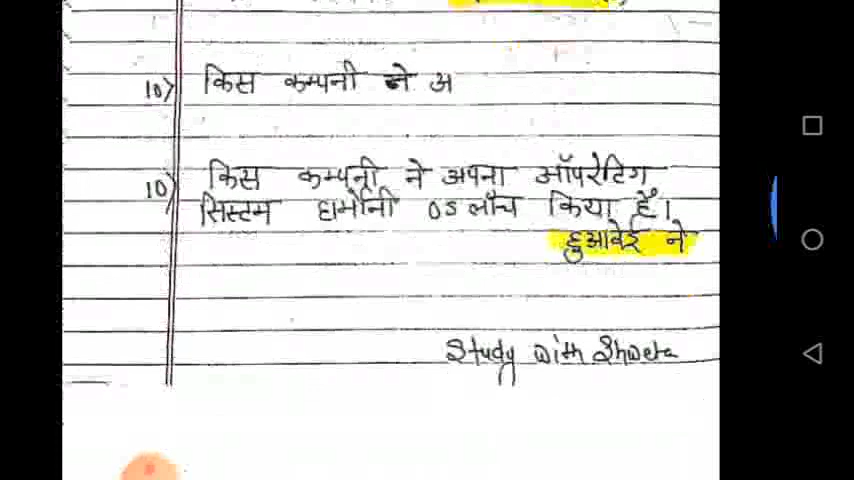 10) किस कम्पनी ने अ
10) किस कम्पनी ने अपना ऑपरेटिग
सिस्टम हार्मोनी OS लाँच किया हैं।
हुआवेई ने
Study with Shweta